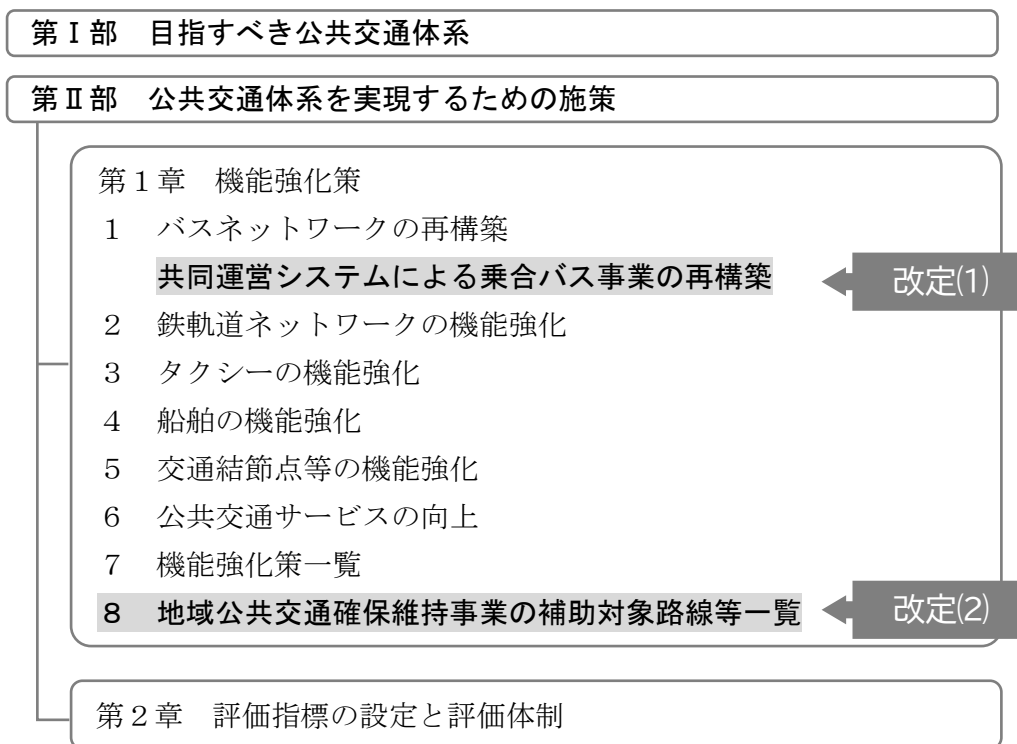 第Ⅰ部　目指すべき公共交通体系
第Ⅱ部　公共交通体系を実現するための施策
第１章　機能強化策
１　バスネットワークの再構築
共同運営システムによる乗合バス事業の再構築
改定⑴
２　鉄軌道ネットワークの機能強化
３　タクシーの機能強化
４　船舶の機能強化
５　交通結節点等の機能強化
６　公共交通サービスの向上
７　機能強化策一覧
８　地域公共交通確保維持事業の補助対象路線等一覧
改定⑵
第２章　評価指標の設定と評価体制